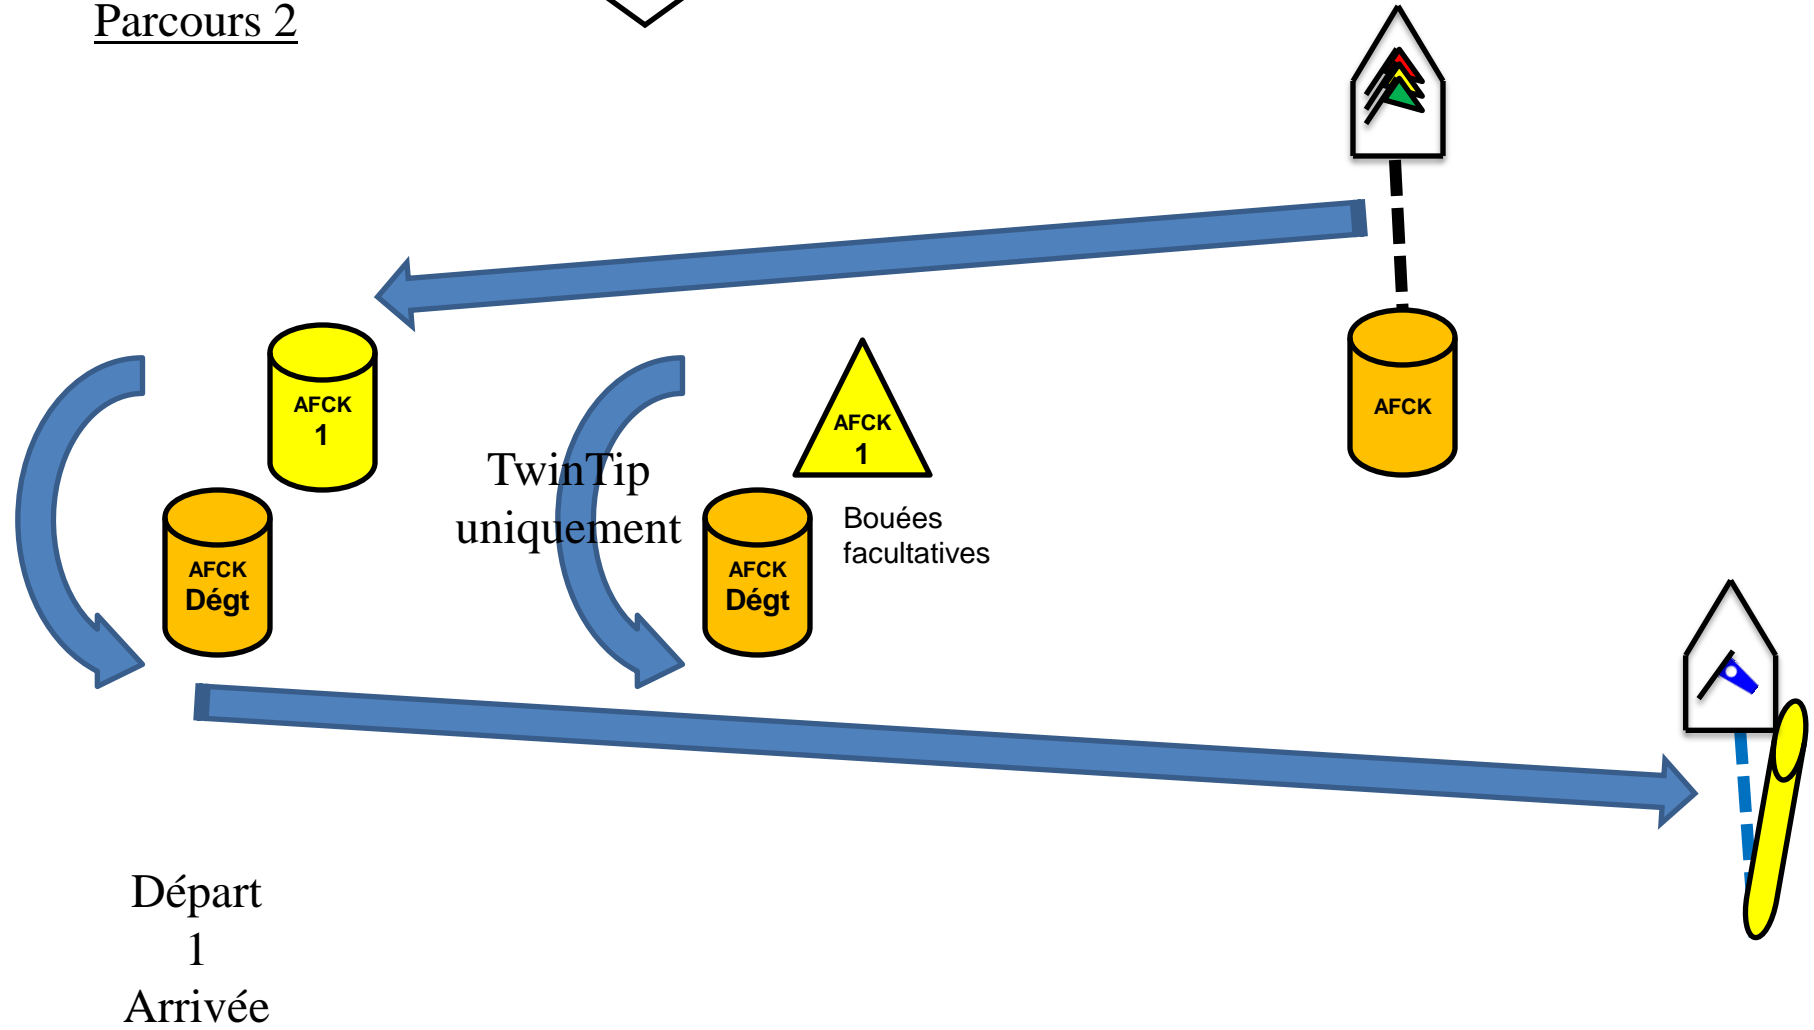 Parcours 2
AFCK
1
AFCK
Dégt
TwinTip
uniquement
AFCK
1
AFCK
Dégt
Bouées
facultatives
AFCK
Départ
1
Arrivée